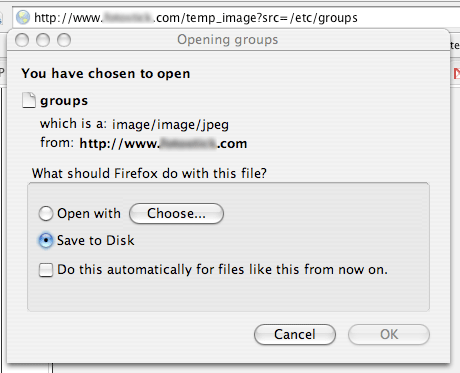 http://www. .com/temp_image?src=/etc/groups
Opening groups
You have chosen to open
groups
which is a: image/image/jpeg
from: http://www. .com
What should Firefox do with this file?
Open with Choose...
Save to Disk
Do this automatically for files like this from now on.
Cancel OK